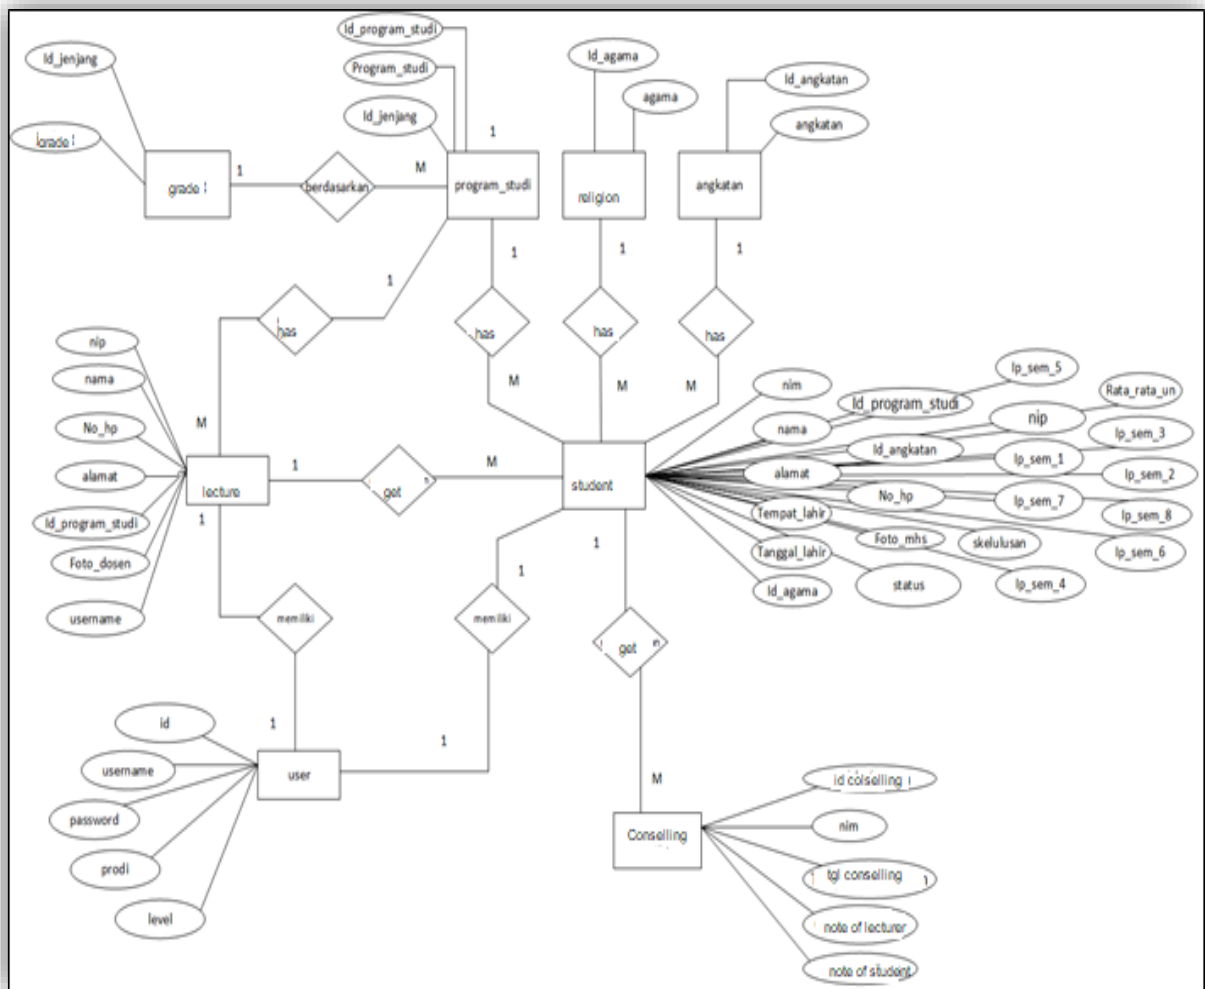 Id_program_studi
Id_jenjang
Program_studi
Id_agama
Id_angkatan
agama
Id_jenjang
angkatan
grade
1
grade
1
berdasarkan
M
program_studi
religion
angkatan
1
1
1
1
has
has
has
has
nip
nama
M
M
M
nim
Id_program_studi
Ip_sem_5
Rata_rata_un
No_hp
M
nama
nip
Ip_sem_3
Id_angkatan
Ip_sem_1
alamat
lecture
1
get
M
student
alamat
No_hp
Ip_sem_7
Ip_sem_2
Id_program_studi
1
Tempat_lahir
Ip_sem_8
Foto_dosen
1
1
Tanggal_lahir
Foto_mhs
skelulusan
Ip_sem_6
Id_agama
status
Ip_sem_4
username
memiliki
memiliki
get
id
1
1
username
user
M
id colselling
password
Conselling
nim
prodi
tgl conselling
level
note of lecturer
note of student